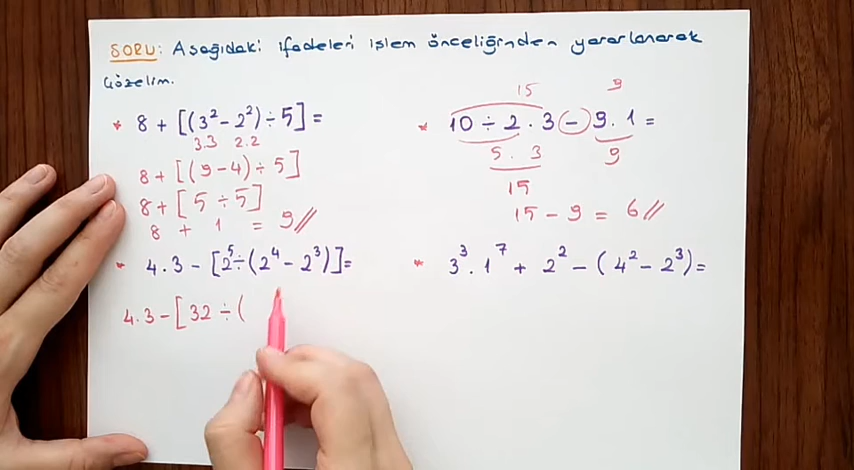 SORU: Aşağıdaki ifadeleri işlem önceliğinden yararlanarak
çözelim.
* 8 + [(3² - 2²) ÷ 5] =
3.3 2.2
8 + [(9 - 4) ÷ 5]
8 + [5 ÷ 5]
8 + 1 = 9//
* 4.3 - [2⁵ ÷ (2⁴ - 2³)] =
4.3 - [32 ÷ (
15 9
* 10 ÷ 2 . 3 - 9.1 =
5 . 3 9
15
15 - 9 = 6//
* 3³ . 1⁷ + 2² - (4² - 2³) =